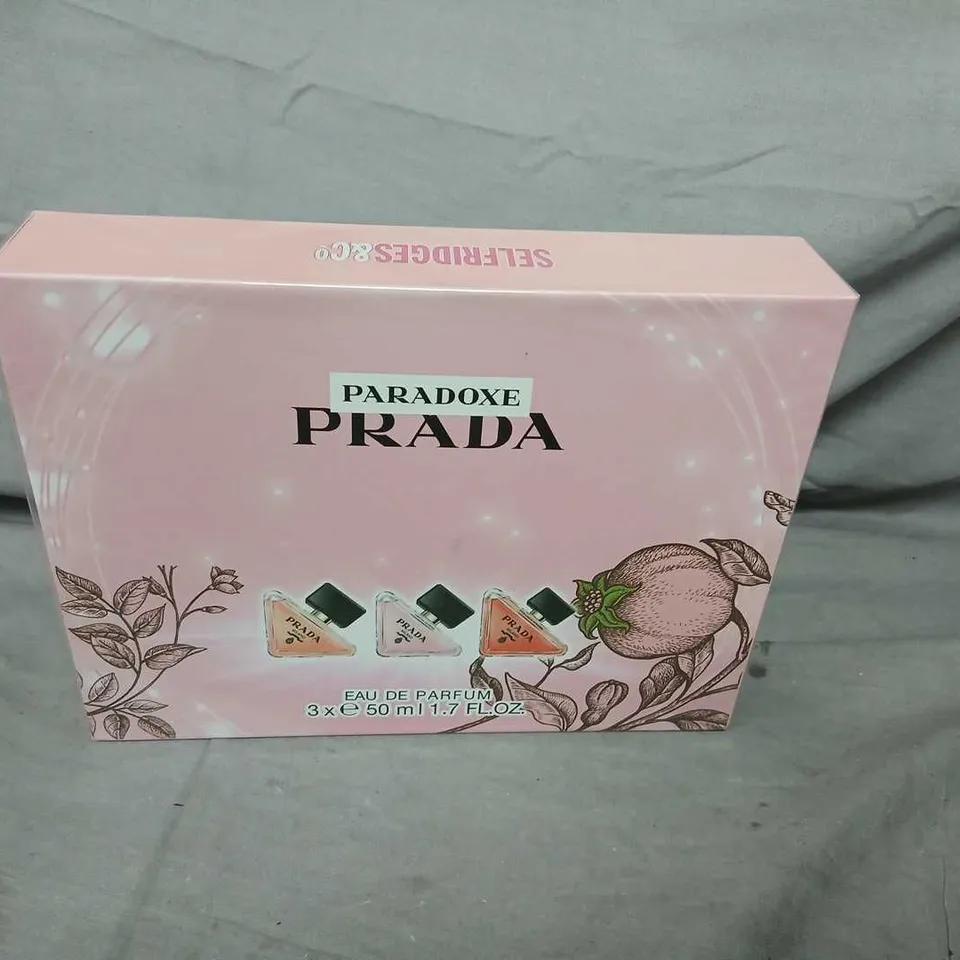 SELFRIDGES&Cº
PARADOXE
PRADA
PRADA
PRADA
PRADA
EAU DE PARFUM
3 x ℮ 50 ml 1.7 FL.OZ.